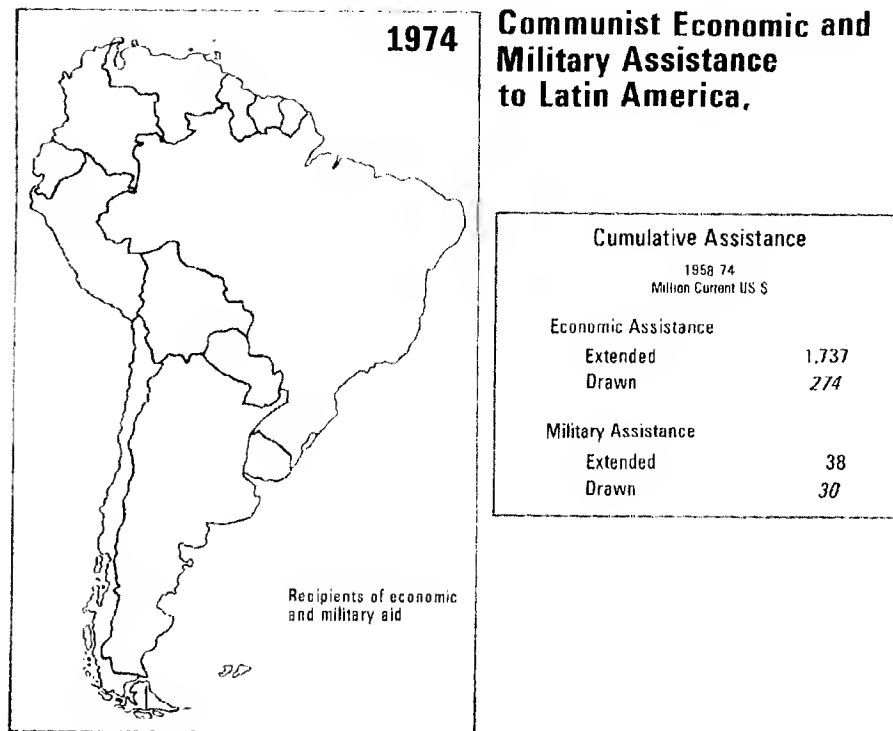 1974
Communist Economic and
Military Assistance
to Latin America,
Cumulative Assistance
1958 74
Million Current US $
Economic Assistance
Extended 1,737
Drawn 274
Military Assistance
Extended 38
Drawn 30
Recipients of economic
and military aid